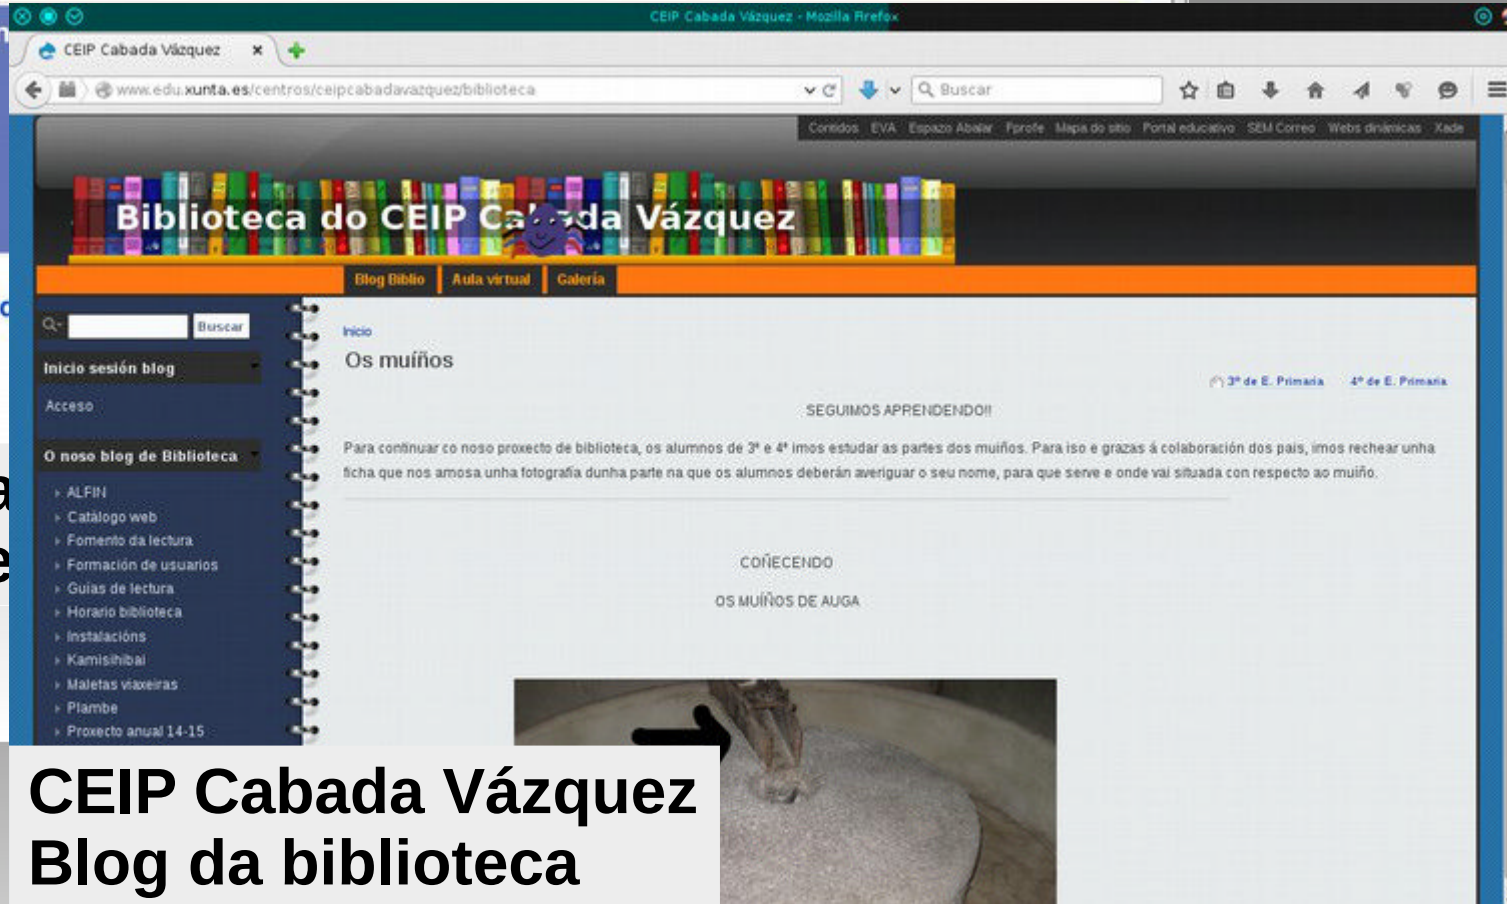 CEIP Cabada Vázquez - Mozilla Firefox
CEIP Cabada Vázquez
www.edu.xunta.es/centros/ceipcabadavazquez/biblioteca
Buscar
Contidos EVA Espazo Abalar Fprofe Mapa do sitio Portal educativo SEM Correo Webs dinámicas Xade
Biblioteca do CEIP Cabada Vázquez
Blog Biblio Aula virtual Galería
Buscar
Inicio sesión blog
Acceso
O noso blog de Biblioteca
ALFIN
Catálogo web
Fomento da lectura
Formación de usuarios
Guías de lectura
Horario biblioteca
Instalacións
Kamisihibai
Maletas viaxeiras
Plambe
Proxecto anual 14-15
Inicio
Os muíños
3º de E. Primaria 4º de E. Primaria
SEGUIMOS APRENDENDO!!
Para continuar co noso proxecto de biblioteca, os alumnos de 3º e 4º imos estudar as partes dos muiños. Para iso e grazas á colaboración dos pais, imos rechear unha
ficha que nos amosa unha fotografía dunha parte na que os alumnos deberán averiguar o seu nome, para que serve e onde vai situada con respecto ao muiño.
COÑECENDO
OS MUÍÑOS DE AUGA
CEIP Cabada Vázquez
Blog da biblioteca